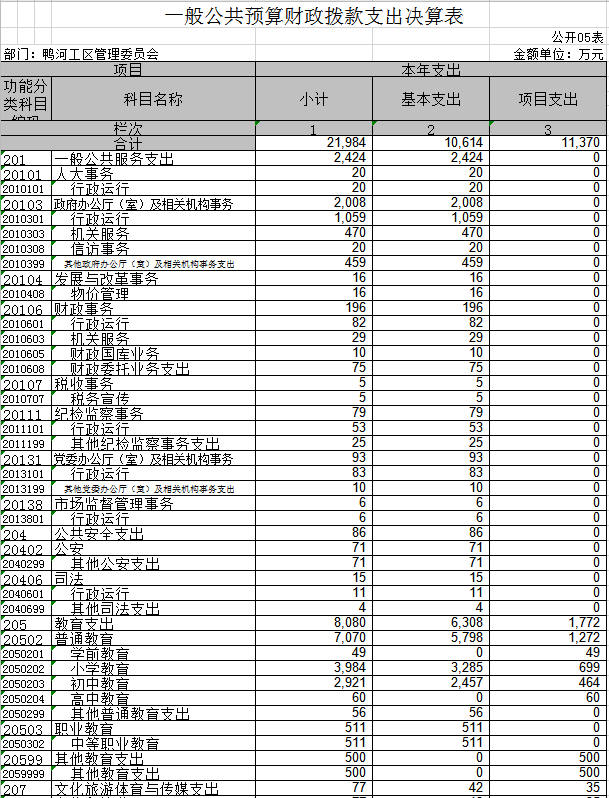 一般公共预算财政拨款支出决算表
公开05表
部门：鸭河工区管理委员会 金额单位：万元
项目 本年支出
功能分类科目 科目名称 小计 基本支出 项目支出
栏次 1 2 3
合计 21,984 10,614 11,370
201 一般公共服务支出 2,424 2,424 0
20101 人大事务 20 20 0
2010101 行政运行 20 20 0
20103 政府办公厅（室）及相关机构事务 2,008 2,008 0
2010301 行政运行 1,059 1,059 0
2010303 机关服务 470 470 0
2010308 信访事务 20 20 0
2010399 其他政府办公厅（室）及相关机构事务支出 459 459 0
20104 发展与改革事务 16 16 0
2010408 物价管理 16 16 0
20106 财政事务 196 196 0
2010601 行政运行 82 82 0
2010603 机关服务 29 29 0
2010605 财政国库业务 10 10 0
2010608 财政委托业务支出 75 75 0
20107 税收事务 5 5 0
2010707 税务宣传 5 5 0
20111 纪检监察事务 79 79 0
2011101 行政运行 53 53 0
2011199 其他纪检监察事务支出 25 25 0
20131 党委办公厅（室）及相关机构事务 93 93 0
2013101 行政运行 83 83 0
2013199 其他党委办公厅（室）及相关机构事务支出 10 10 0
20138 市场监督管理事务 6 6 0
2013801 行政运行 6 6 0
204 公共安全支出 86 86 0
20402 公安 71 71 0
2040299 其他公安支出 71 71 0
20406 司法 15 15 0
2040601 行政运行 11 11 0
2040699 其他司法支出 4 4 0
205 教育支出 8,080 6,308 1,772
20502 普通教育 7,070 5,798 1,272
2050201 学前教育 49 0 49
2050202 小学教育 3,984 3,285 699
2050203 初中教育 2,921 2,457 464
2050204 高中教育 60 0 60
2050299 其他普通教育支出 56 56 0
20503 职业教育 511 511 0
2050302 中等职业教育 511 511 0
20599 其他教育支出 500 0 500
2059999 其他教育支出 500 0 500
207 文化旅游体育与传媒支出 77 42 35